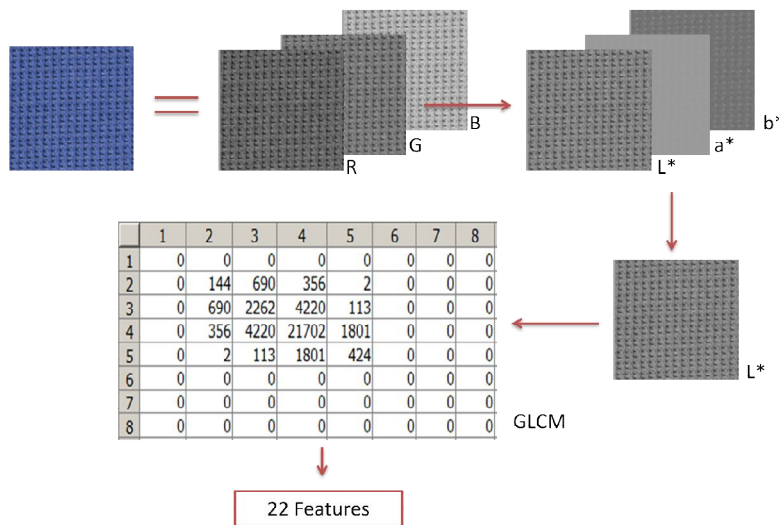 R
G
B
L*
a*
b*
1 2 3 4 5 6 7 8
1 0 0 0 0 0 0 0 0
2 0 144 690 356 2 0 0 0
3 0 690 2262 4220 113 0 0 0
4 0 356 4220 21702 1801 0 0 0
5 0 2 113 1801 424 0 0 0
6 0 0 0 0 0 0 0 0
7 0 0 0 0 0 0 0 0
8 0 0 0 0 0 0 0 0
L*
GLCM
22 Features